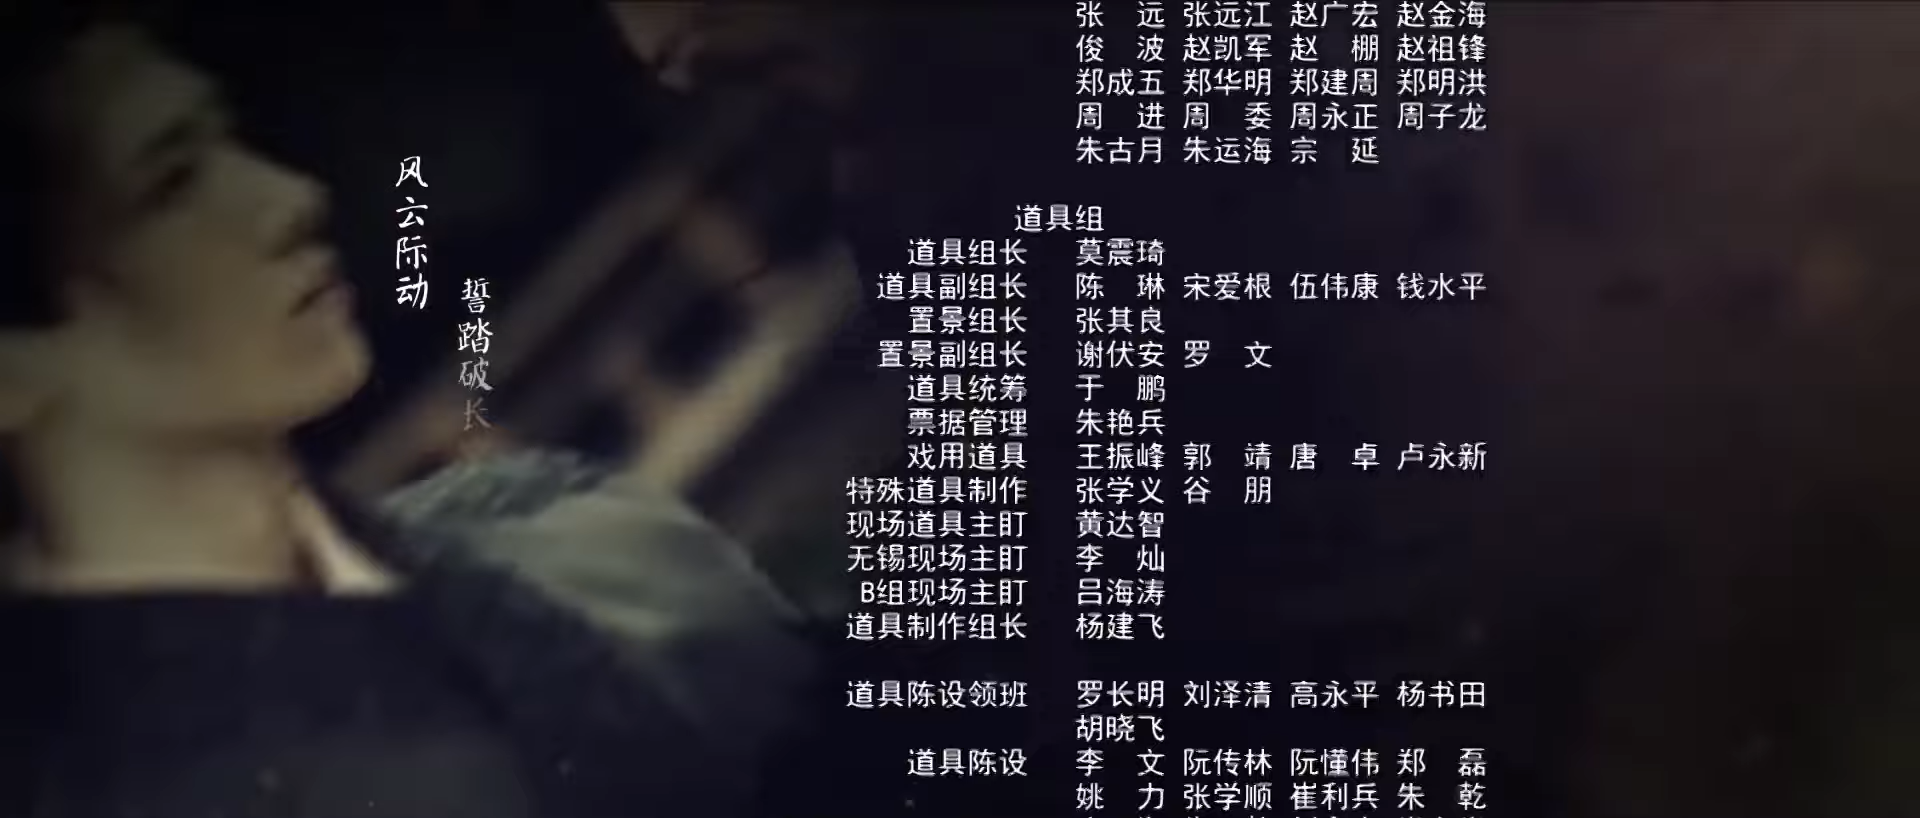 风云际动
誓踏破长
张　远 张远江 赵广宏 赵金海
俊　波 赵凯军 赵　棚 赵祖锋
郑成五 郑华明 郑建周 郑明洪
周　进 周　委 周永正 周子龙
朱古月 朱运海 宗　延
道具组
道具组长 莫震琦
道具副组长 陈　琳 宋爱根 伍伟康 钱水平
置景组长 张其良
置景副组长 谢伏安 罗　文
道具统筹 于　鹏
票据管理 朱艳兵
戏用道具 王振峰 郭　靖 唐　卓 卢永新
特殊道具制作 张学义 谷　朋
现场道具主盯 黄达智
无锡现场主盯 李　灿
B组现场主盯 吕海涛
道具制作组长 杨建飞
道具陈设领班 罗长明 刘泽清 高永平 杨书田
胡晓飞
道具陈设 李　文 阮传林 阮懂伟 郑　磊
姚　力 张学顺 崔利兵 朱　乾